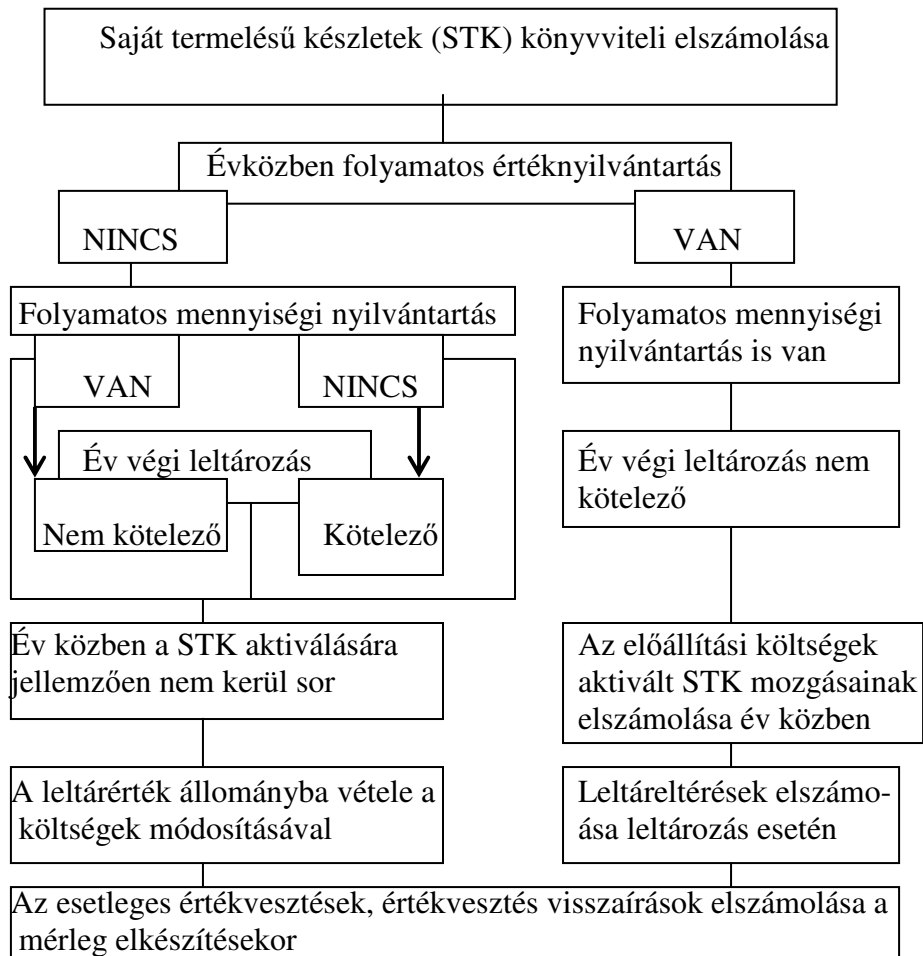 Saját termelésű készletek (STK) könyvviteli elszámolása
Évközben folyamatos értéknyilvántartás
NINCS
VAN
Folyamatos mennyiségi nyilvántartás
VAN
NINCS
Év végi leltározás
Nem kötelező
Kötelező
Év közben a STK aktiválására
jellemzően nem kerül sor
A leltárérték állományba vétele a
költségek módosításával
Folyamatos mennyiségi
nyilvántartás is van
Év végi leltározás nem
kötelező
Az előállítási költségek
aktivált STK mozgásainak
elszámolása év közben
Leltáreltérések elszámo-
ása leltározás esetén
Az esetleges értékvesztések, értékvesztés visszaírások elszámolása a
mérleg elkészítésekor